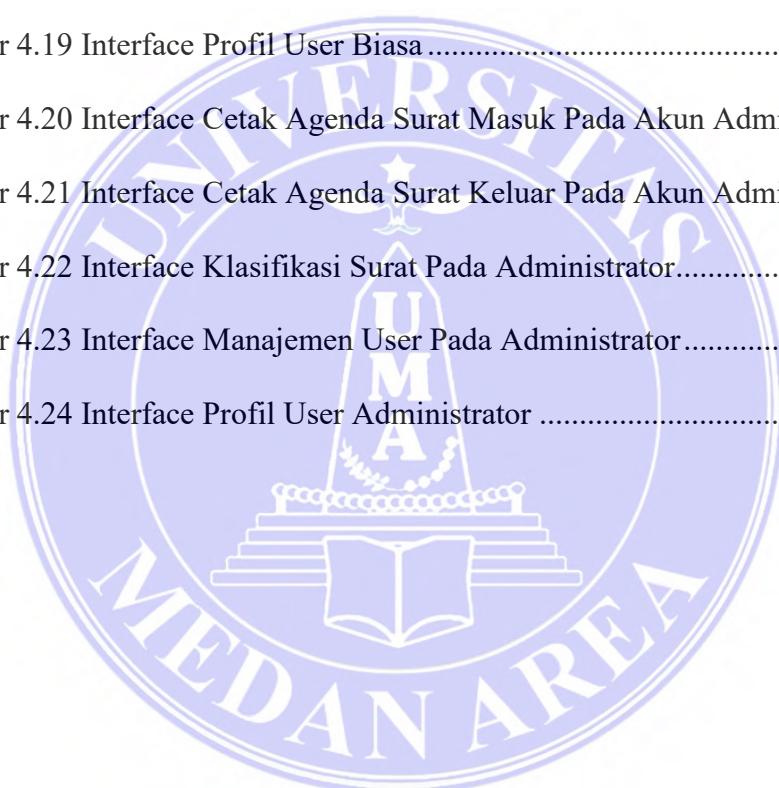 r 4.19 Interface Profil User Biasa ............................................
r 4.20 Interface Cetak Agenda Surat Masuk Pada Akun Admi
r 4.21 Interface Cetak Agenda Surat Keluar Pada Akun Admi
r 4.22 Interface Klasifikasi Surat Pada Administrator.............
r 4.23 Interface Manajemen User Pada Administrator............
r 4.24 Interface Profil User Administrator ..............................
UNIVERSITAS
U
M
A
MEDAN AREA